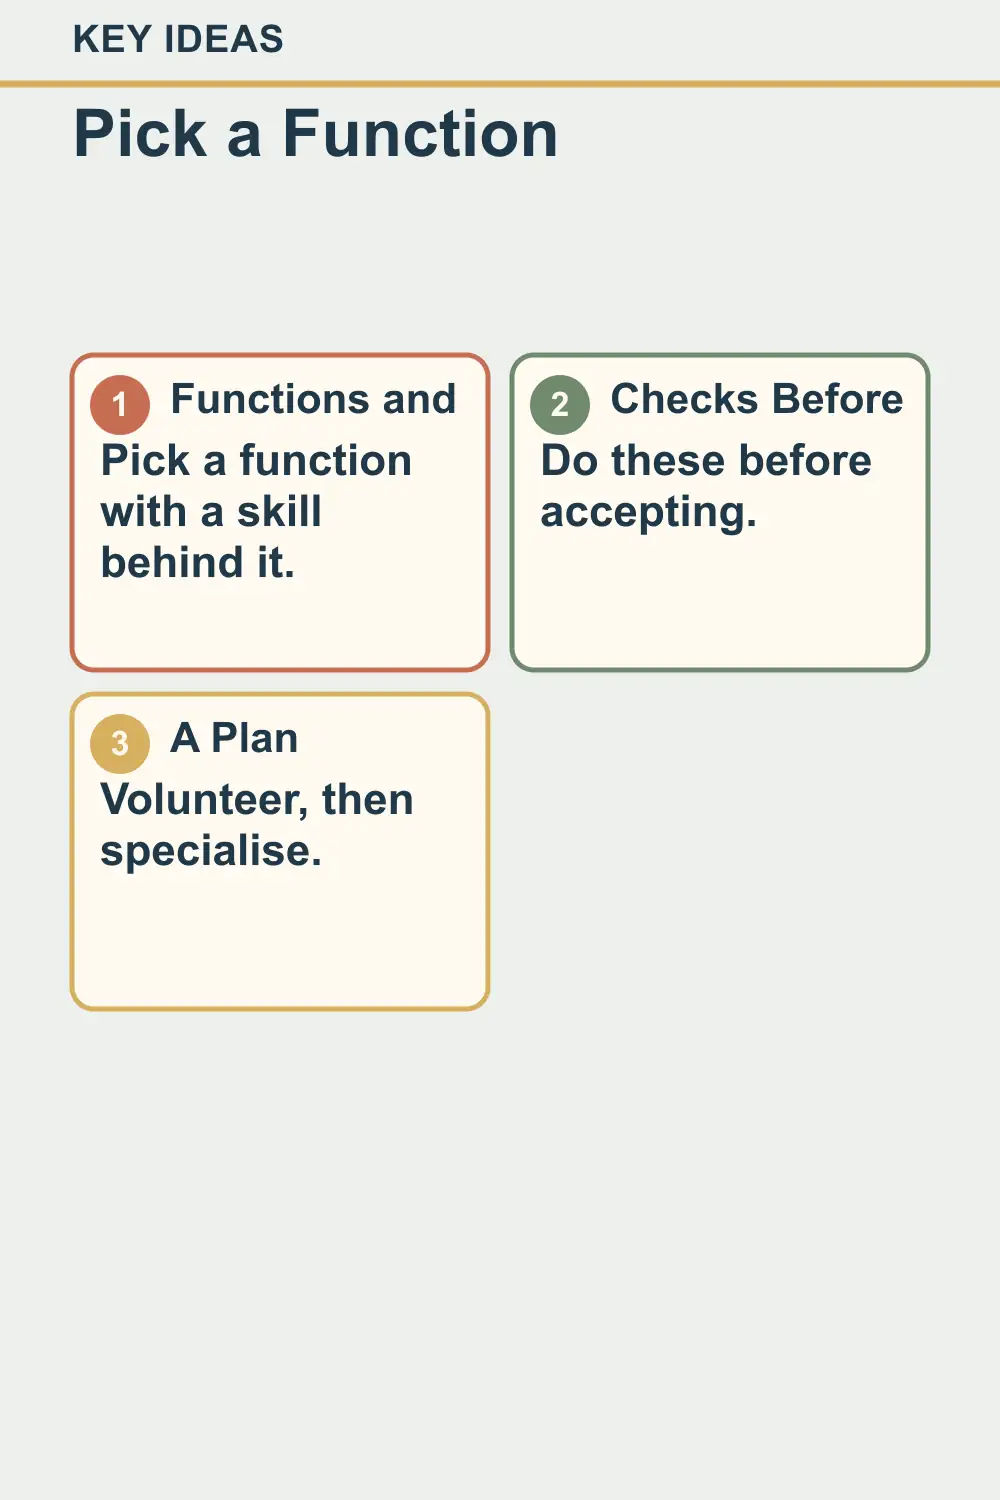 KEY IDEAS
Pick a Function
1 Functions and
Pick a function
with a skill
behind it.
2 Checks Before
Do these before
accepting.
3 A Plan
Volunteer, then
specialise.